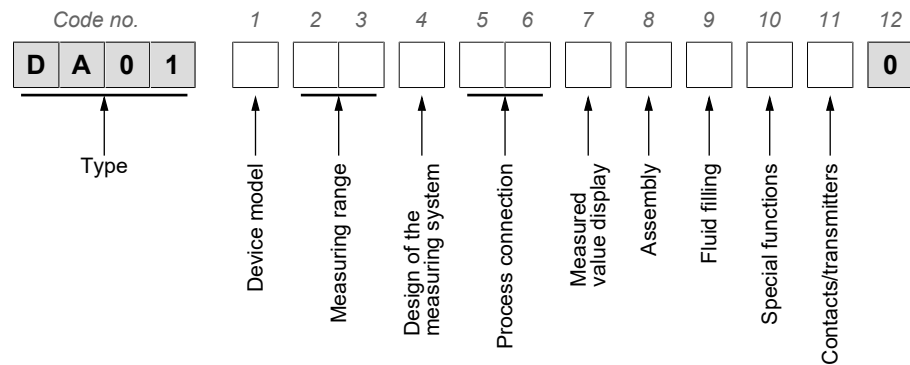 Code no. 1 2 3 4 5 6 7 8 9 10 11 12
D A 0 1 0
Type
Device model
Measuring range
Design of the
measuring system
Process connection
Measured
value display
Assembly
Fluid filling
Special functions
Contacts/transmitters